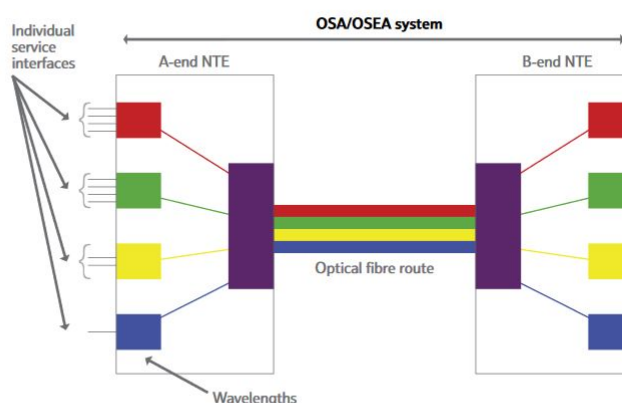 OSA/OSEA system
Individual
service
interfaces
A-end NTE
B-end NTE
Optical fibre route
Wavelengths